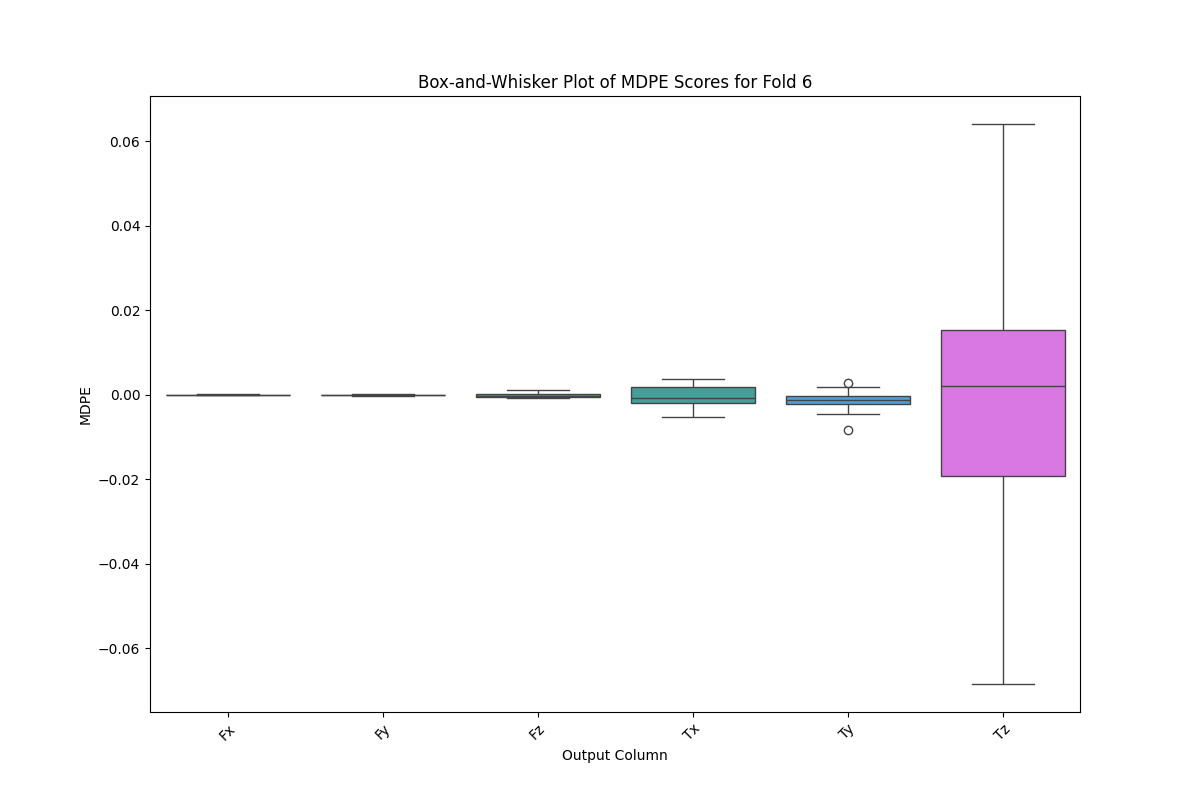 Box-and-Whisker Plot of MDPE Scores for Fold 6
MDPE
0.06
0.04
0.02
0.00
−0.02
−0.04
−0.06
Fx
Fy
Fz
Tx
Ty
Tz
Output Column